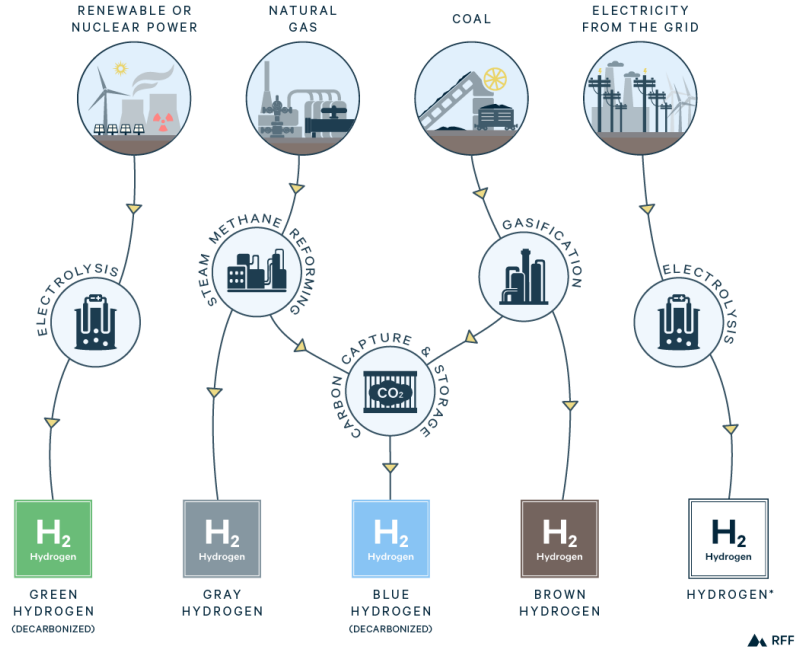 RENEWABLE OR
NUCLEAR POWER
NATURAL
GAS
COAL
ELECTRICITY
FROM THE GRID
ELECTROLYSIS
STEAM METHANE REFORMING
GASIFICATION
ELECTROLYSIS
CARBON CAPTURE & STORAGE
CO₂
H₂
Hydrogen
GREEN
HYDROGEN
(DECARBONIZED)
H₂
Hydrogen
GRAY
HYDROGEN
H₂
Hydrogen
BLUE
HYDROGEN
(DECARBONIZED)
H₂
Hydrogen
BROWN
HYDROGEN
H₂
Hydrogen
HYDROGEN*
RFF